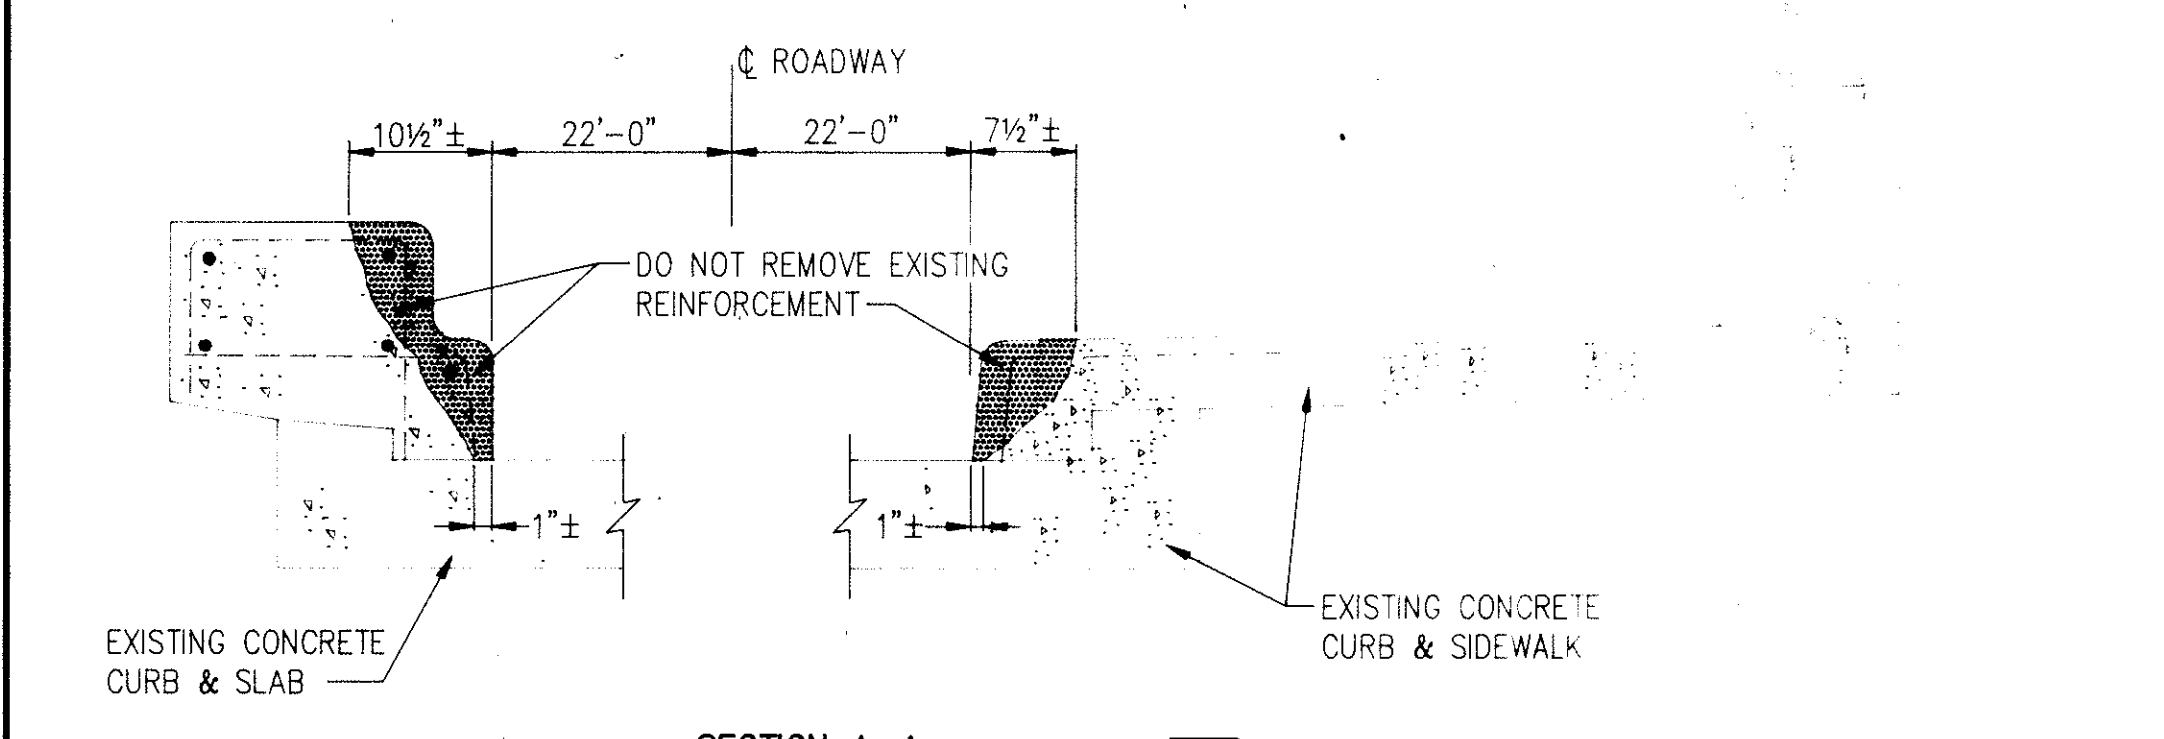 ℄ ROADWAY
10½"±
22'-0"
22'-0"
7½"±
DO NOT REMOVE EXISTING
REINFORCEMENT
1"±
1"±
EXISTING CONCRETE
CURB & SLAB
EXISTING CONCRETE
CURB & SIDEWALK
SECTION